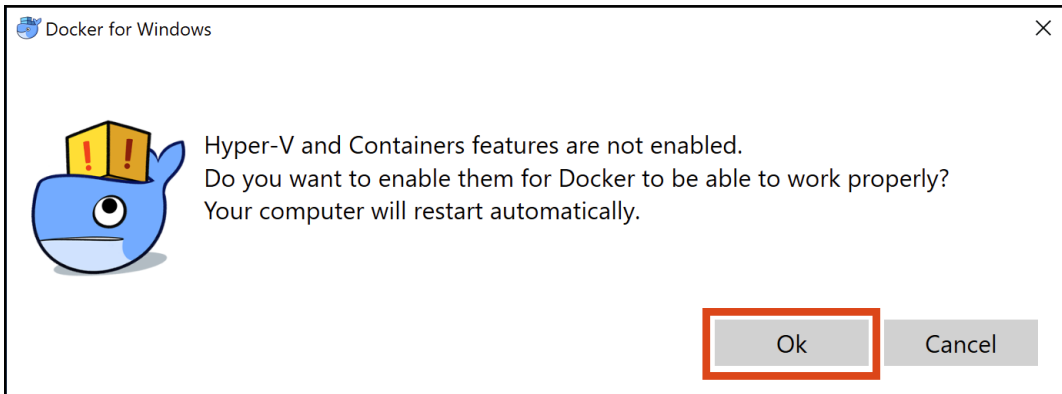 Docker for Windows
Hyper-V and Containers features are not enabled.
Do you want to enable them for Docker to be able to work properly?
Your computer will restart automatically.
Ok
Cancel